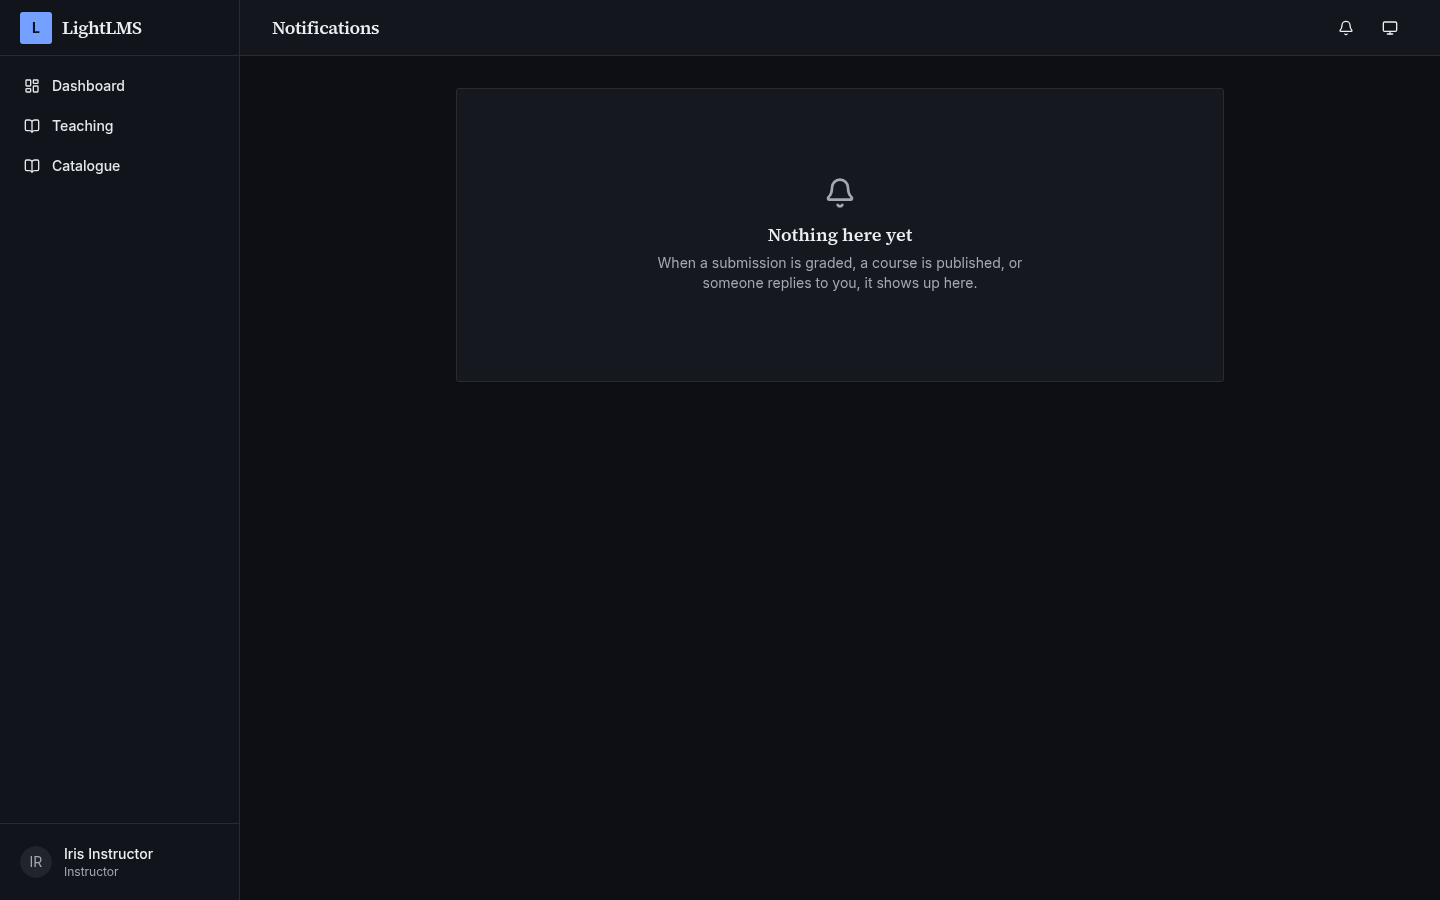 L
LightLMS
Notifications
Dashboard
Teaching
Catalogue
Nothing here yet
When a submission is graded, a course is published, or
someone replies to you, it shows up here.
IR
Iris Instructor
Instructor